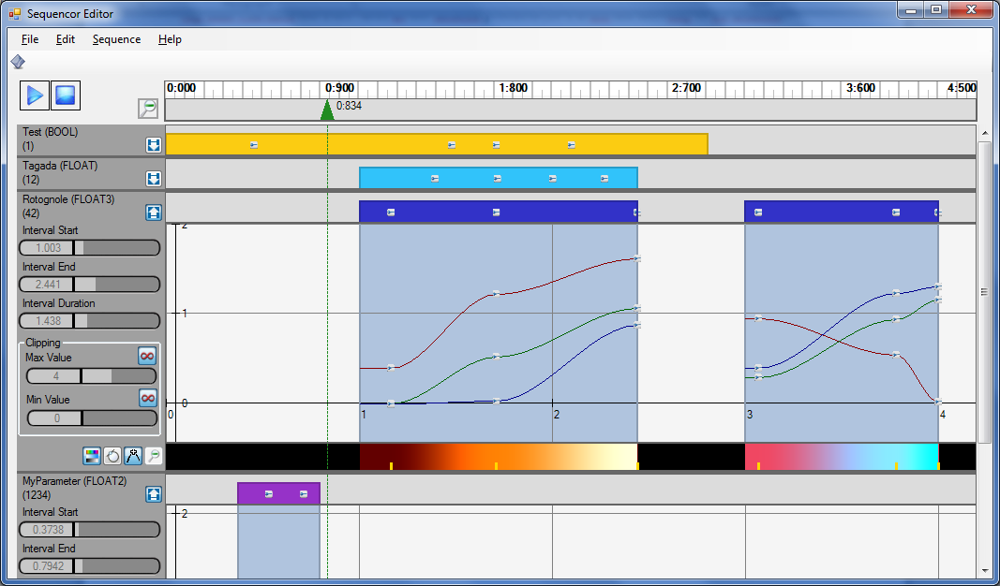 Sequencor Editor
File Edit Sequence Help
0:000 0:900 1:800 2:700 3:600 4:500
0:834
Test (BOOL)
(1)
Tagada (FLOAT)
(12)
Rotognole (FLOAT3)
(42)
Interval Start
1.003
Interval End
2.441
Interval Duration
1.438
Clipping
Max Value
4
Min Value
0
2
1
0
0 1 2 3 4
MyParameter (FLOAT2)
(1234)
Interval Start
0.3738
Interval End
0.7942
2